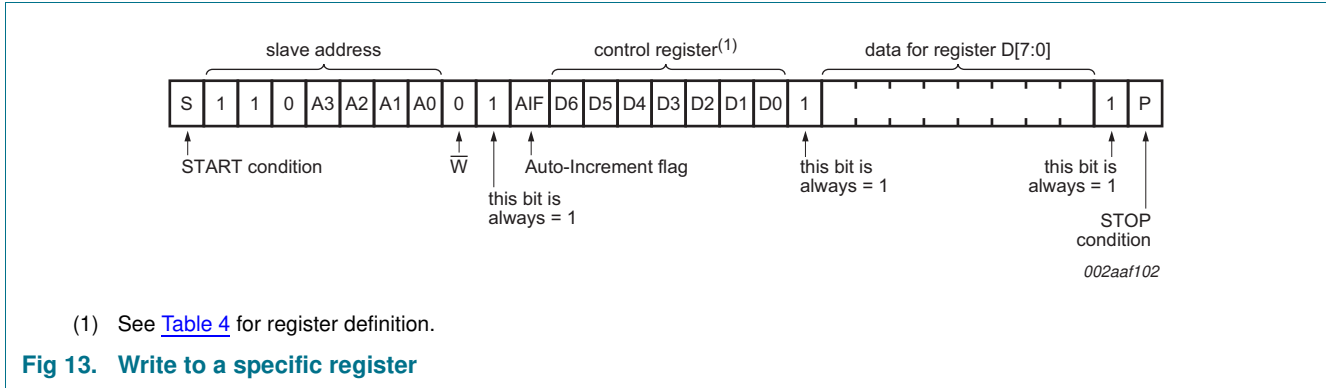 slave address
control register(1)
data for register D[7:0]
S 1 1 0 A3 A2 A1 A0 0 1 AIF D6 D5 D4 D3 D2 D1 D0 1 1 P
START condition
W
Auto-Increment flag
this bit is
always = 1
this bit is
always = 1
this bit is
always = 1
STOP
condition
002aaf102
(1) See Table 4 for register definition.
Fig 13. Write to a specific register